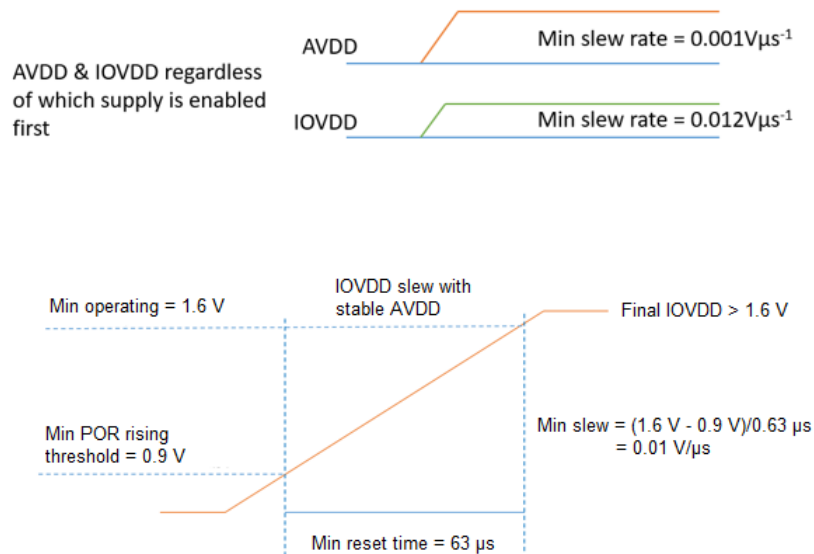 AVDD & IOVDD regardless
of which supply is enabled
first
AVDD
Min slew rate = 0.001Vμs⁻¹
IOVDD
Min slew rate = 0.012Vμs⁻¹
Min operating = 1.6 V
IOVDD slew with
stable AVDD
Final IOVDD > 1.6 V
Min POR rising
threshold = 0.9 V
Min slew = (1.6 V - 0.9 V)/0.63 μs
= 0.01 V/μs
Min reset time = 63 μs